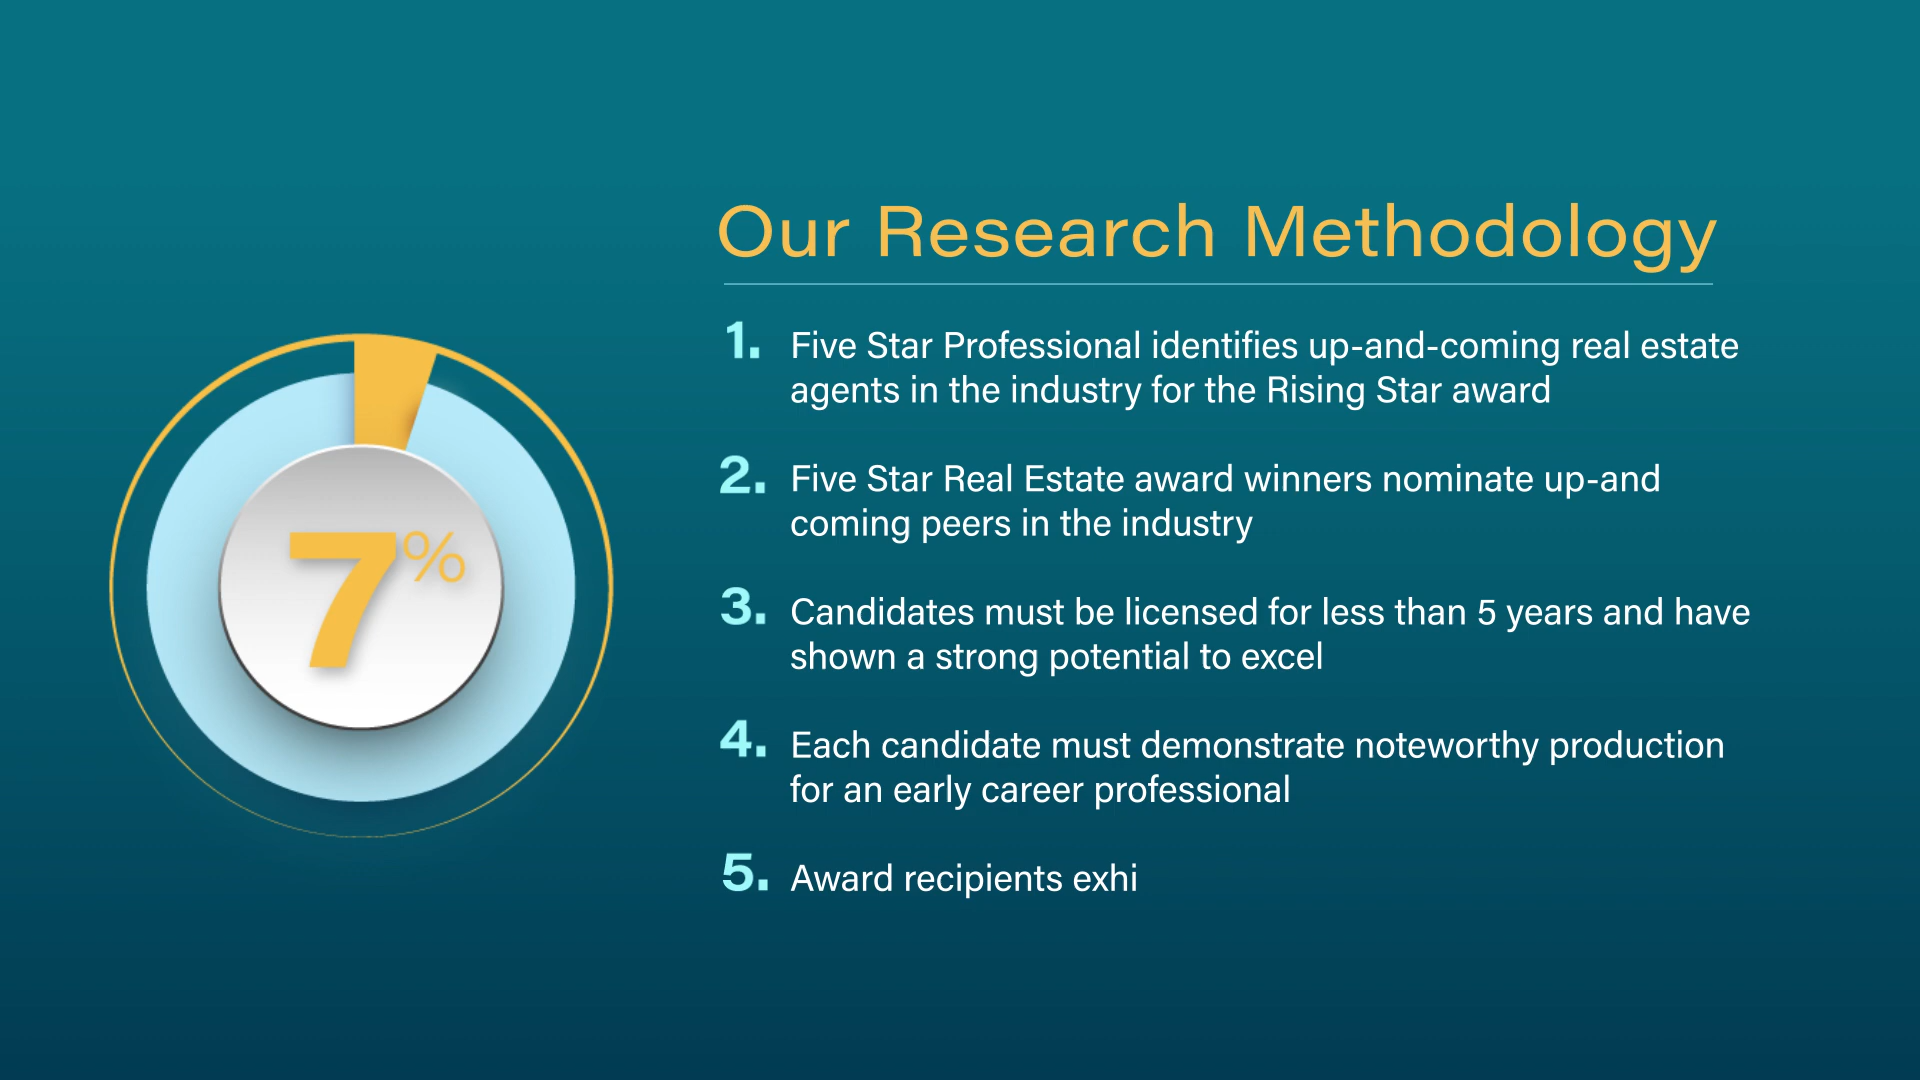 Our Research Methodology
7%
1. Five Star Professional identifies up-and-coming real estate
agents in the industry for the Rising Star award
2. Five Star Real Estate award winners nominate up-and
coming peers in the industry
3. Candidates must be licensed for less than 5 years and have
shown a strong potential to excel
4. Each candidate must demonstrate noteworthy production
for an early career professional
5. Award recipients exhi